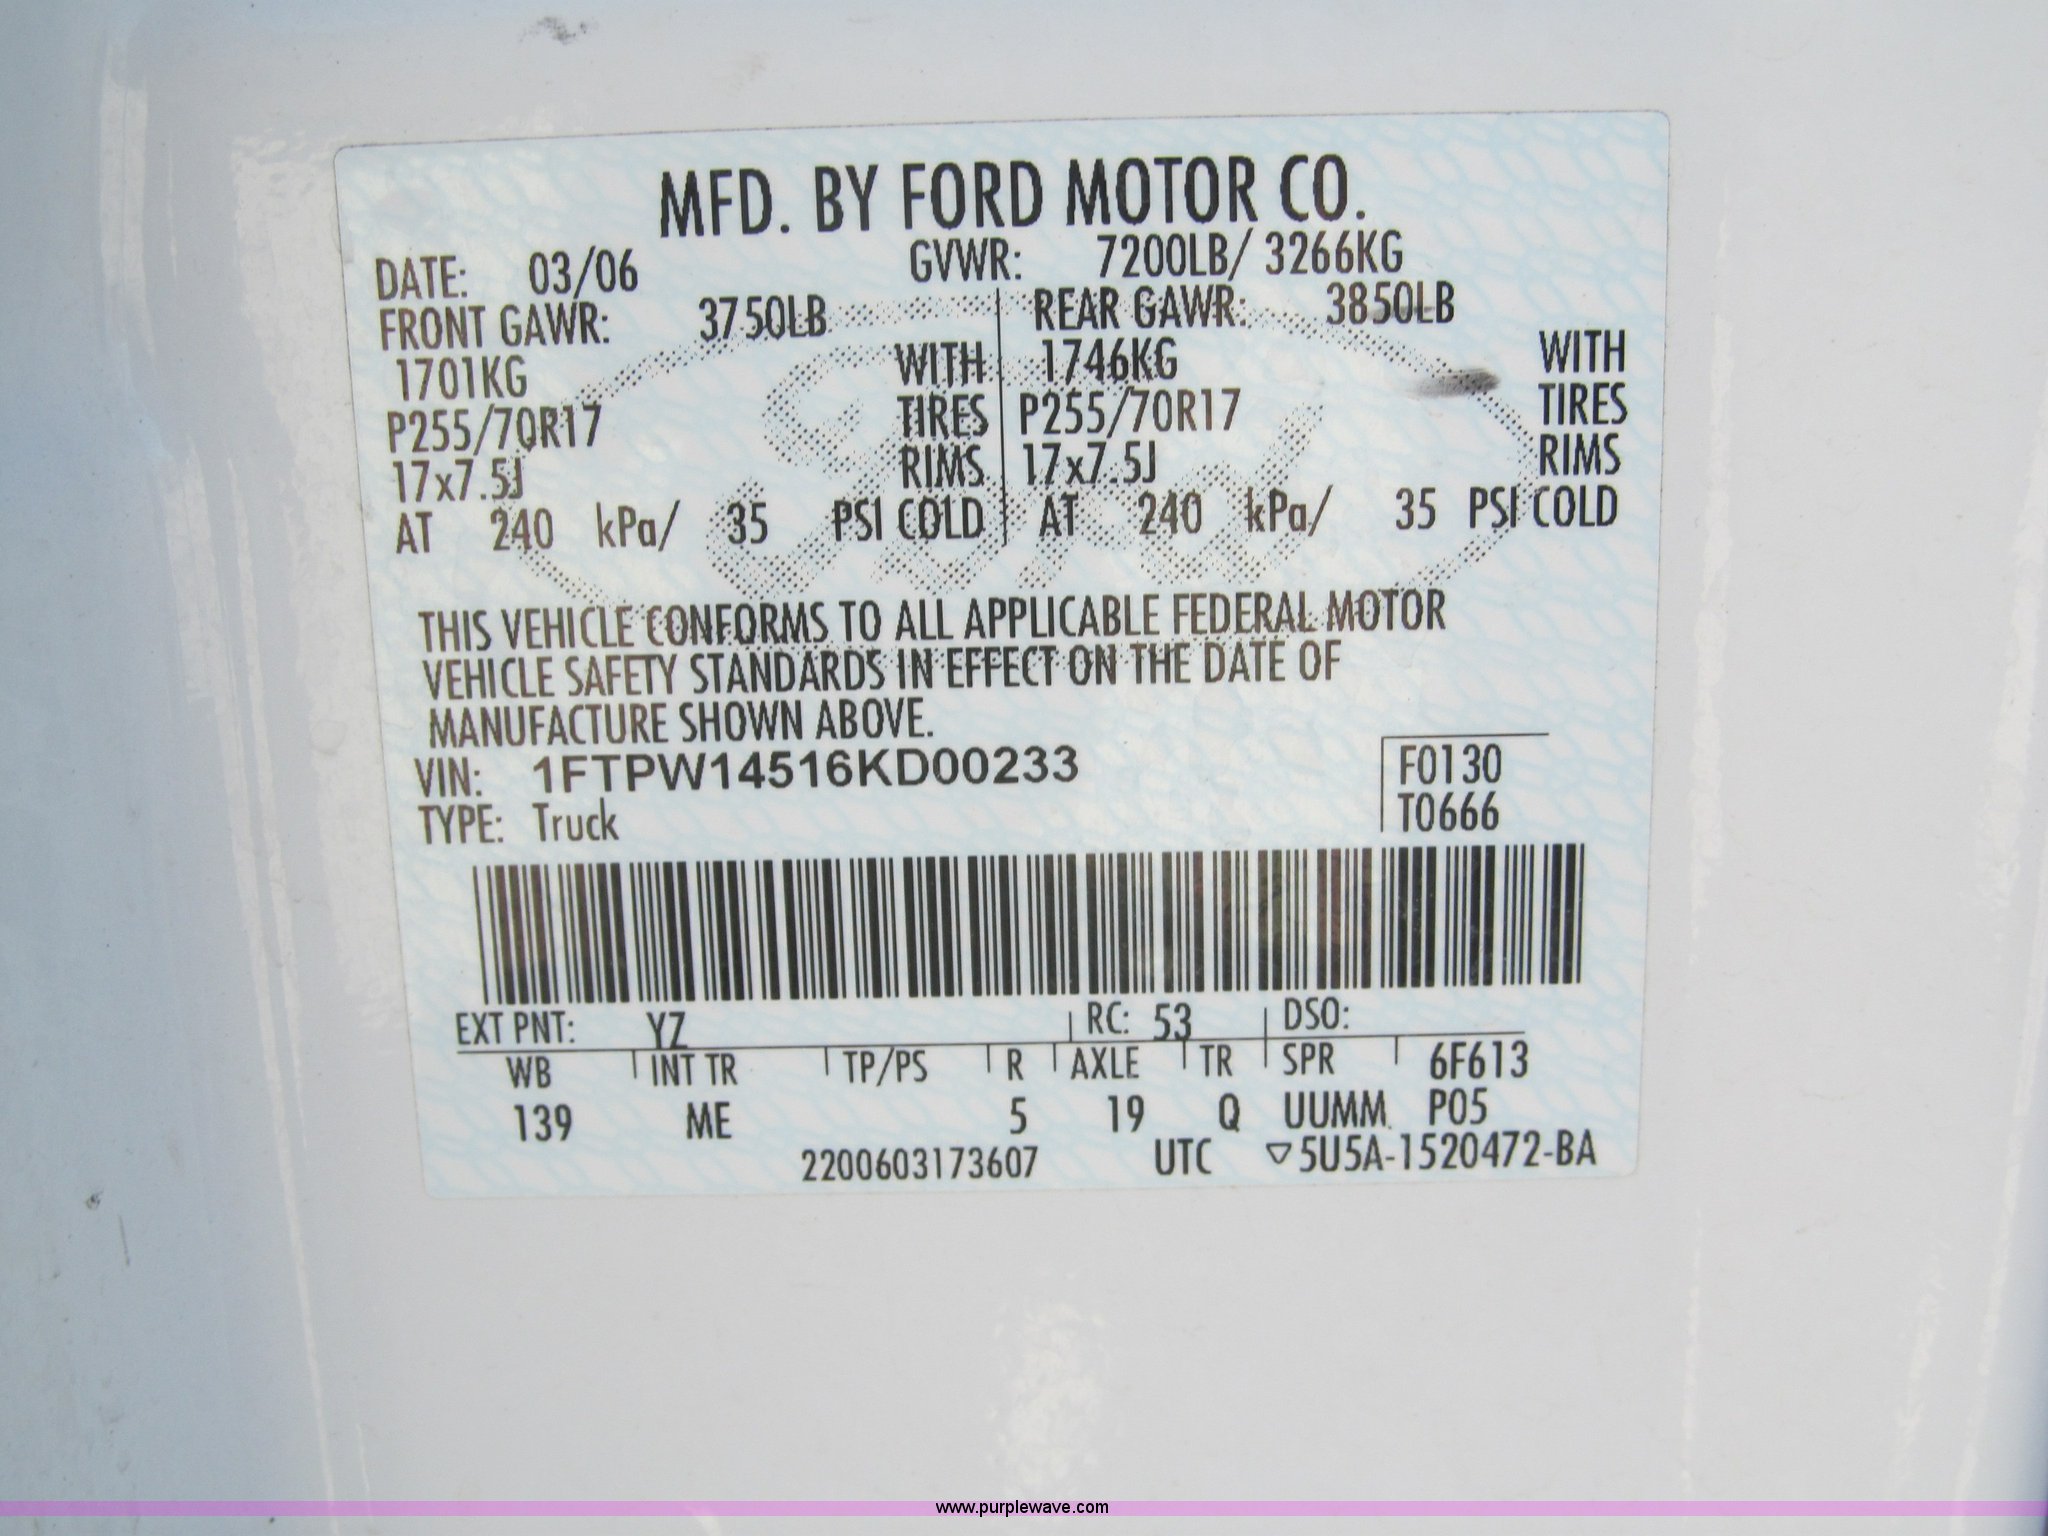 MFD. BY FORD MOTOR CO.
DATE: 03/06 GVWR: 7200LB/ 3266KG
FRONT GAWR: 3750LB REAR GAWR: 3850LB
1701KG WITH 1746KG WITH
P255/70R17 TIRES P255/70R17 TIRES
17x7.5J RIMS 17x7.5J RIMS
AT 240 kPa/ 35 PSI COLD AT 240 kPa/ 35 PSI COLD
Ford
THIS VEHICLE CONFORMS TO ALL APPLICABLE FEDERAL MOTOR
VEHICLE SAFETY STANDARDS IN EFFECT ON THE DATE OF
MANUFACTURE SHOWN ABOVE.
VIN: 1FTPW14516KD00233 F0130
TYPE: Truck T0666
EXT PNT: YZ RC: 53 DSO:
WB INT TR TP/PS R AXLE TR SPR 6F613
139 ME 5 19 Q UUMM P05
2200603173607 UTC ▽5U5A-1520472-BA
www.purplewave.com